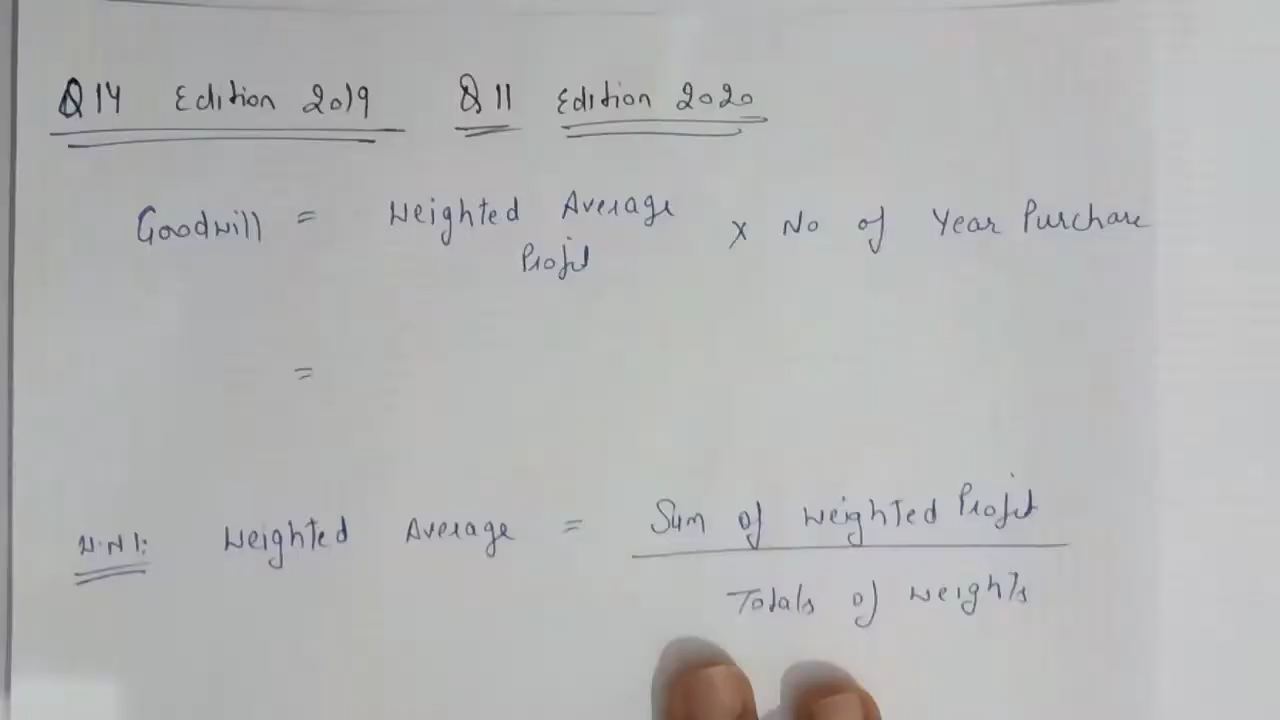 Q14 Edition 2019 Q11 Edition 2020
Goodwill = Weighted Average Profit × No of Year Purchase
=
W.N 1: Weighted Average = Sum of Weighted Profit
Totals of Weights